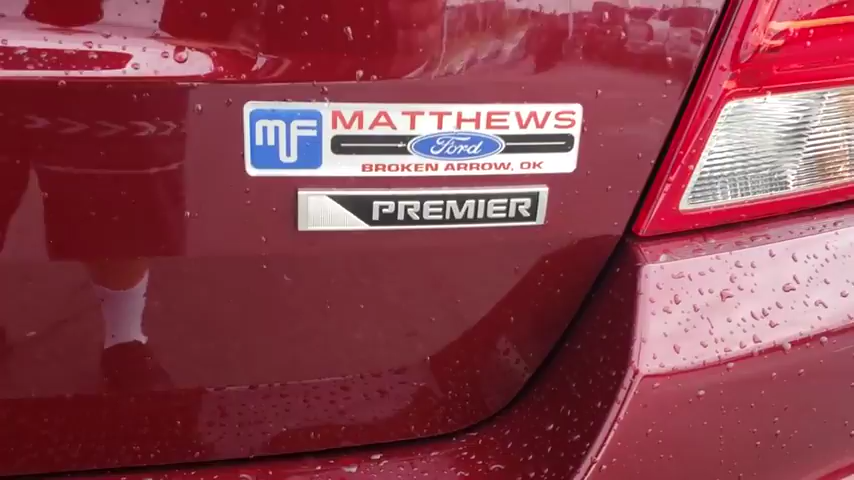 MF
MATTHEWS
Ford
BROKEN ARROW, OK
PREMIER